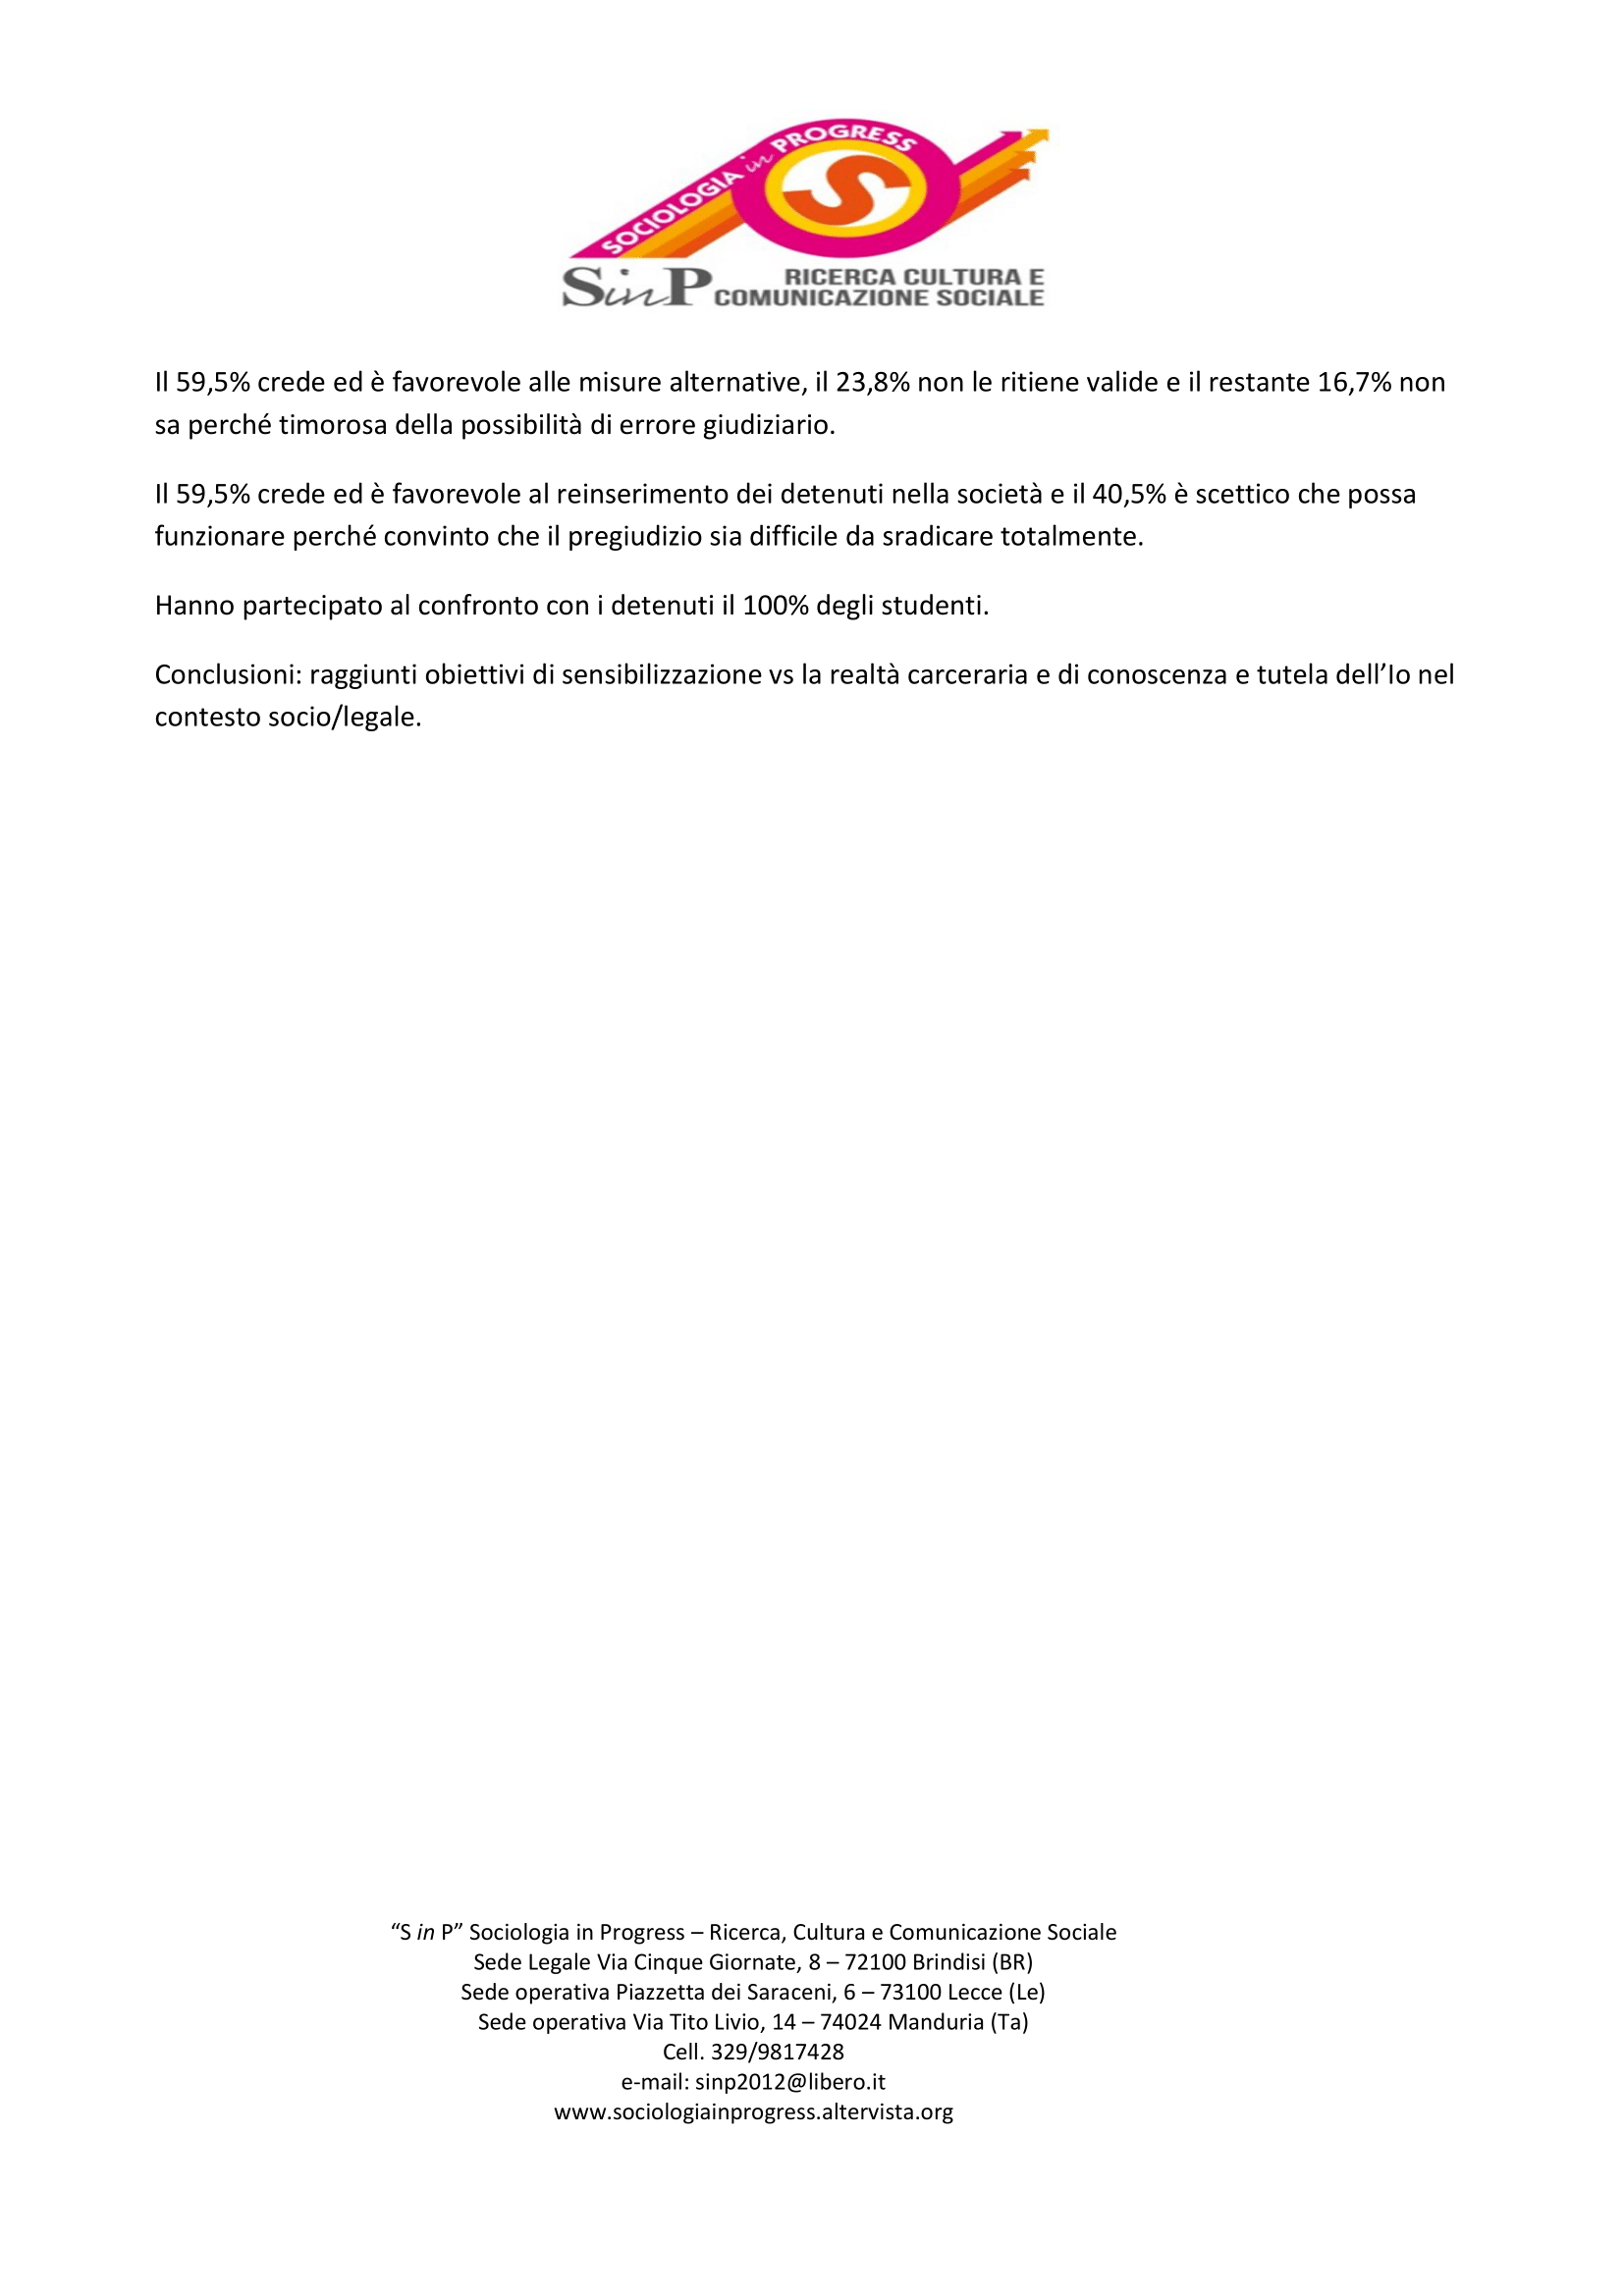 SOCIOLOGIA in PROGRESS
S
SinP RICERCA CULTURA E
COMUNICAZIONE SOCIALE
Il 59,5% crede ed è favorevole alle misure alternative, il 23,8% non le ritiene valide e il restante 16,7% non
sa perché timorosa della possibilità di errore giudiziario.
Il 59,5% crede ed è favorevole al reinserimento dei detenuti nella società e il 40,5% è scettico che possa
funzionare perché convinto che il pregiudizio sia difficile da sradicare totalmente.
Hanno partecipato al confronto con i detenuti il 100% degli studenti.
Conclusioni: raggiunti obiettivi di sensibilizzazione vs la realtà carceraria e di conoscenza e tutela dell’Io nel
contesto socio/legale.
“S in P” Sociologia in Progress – Ricerca, Cultura e Comunicazione Sociale
Sede Legale Via Cinque Giornate, 8 – 72100 Brindisi (BR)
Sede operativa Piazzetta dei Saraceni, 6 – 73100 Lecce (Le)
Sede operativa Via Tito Livio, 14 – 74024 Manduria (Ta)
Cell. 329/9817428
e-mail: sinp2012@libero.it
www.sociologiainprogress.altervista.org